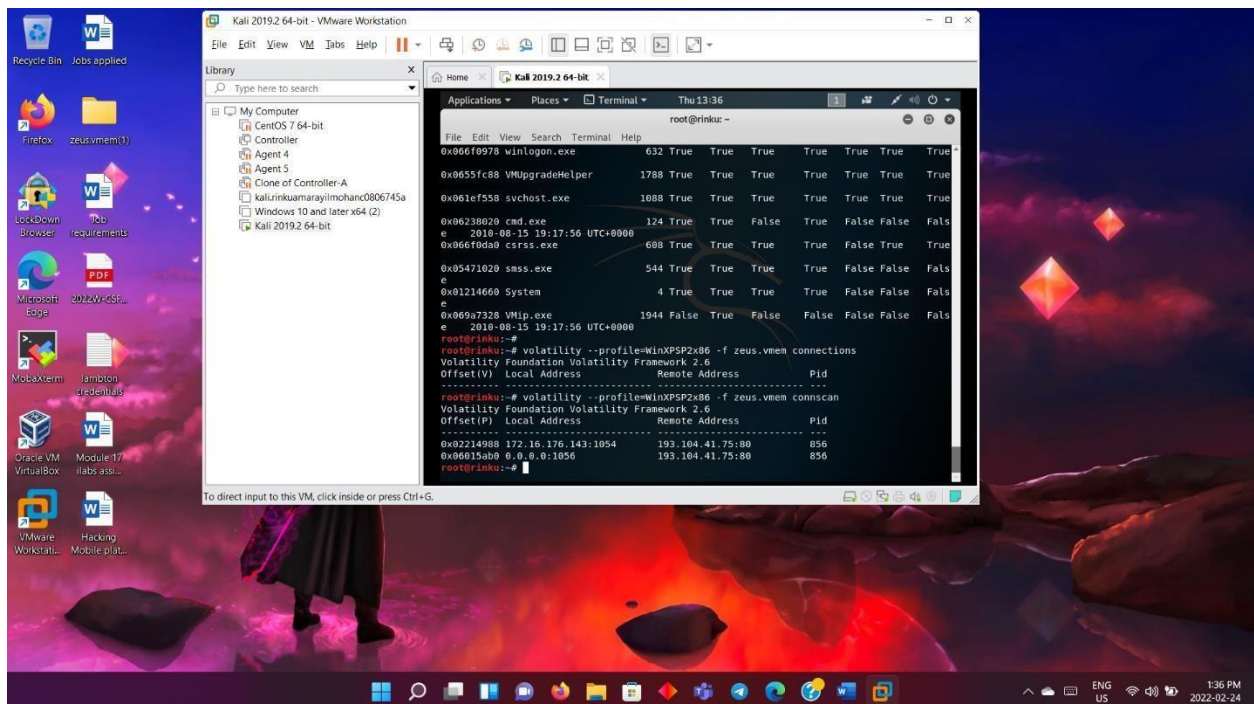 Kali 2019.2 64-bit - VMware Workstation
File Edit View VM Tabs Help
Library X
Type here to search
My Computer
CentOS 7 64-bit
Controller
Agent 4
Agent 5
Clone of Controller-A
kali.rinkuamarayilmohanc0806745a
Windows 10 and later x64 (2)
Kali 2019.2 64-bit
Home
Kali 2019.2 64-bit
Applications Places Terminal Thu 13:36 1
root@rinku: ~
File Edit View Search Terminal Help
0x066f0978 winlogon.exe 632 True True True True True True True
0x0655fc88 VMUpgradeHelper 1788 True True True True True True True
0x061ef558 svchost.exe 1088 True True True True True True True
0x06238020 cmd.exe 124 True True False True False False Fals
e 2010-08-15 19:17:56 UTC+0000
0x066f0da0 csrss.exe 608 True True True True False True True
0x05471020 smss.exe 544 True True True True False False Fals
e
0x01214660 System 4 True True True True False False Fals
e
0x069a7328 VMip.exe 1944 False True False False False False Fals
e 2010-08-15 19:17:56 UTC+0000
root@rinku:~#
root@rinku:~# volatility --profile=WinXPSP2x86 -f zeus.vmem connections
Volatility Foundation Volatility Framework 2.6
Offset(V) Local Address Remote Address Pid
---------- ------------------------- ------------------------- ---
root@rinku:~# volatility --profile=WinXPSP2x86 -f zeus.vmem connscan
Volatility Foundation Volatility Framework 2.6
Offset(P) Local Address Remote Address Pid
---------- ------------------------- ------------------------- ---
0x02214988 172.16.176.143:1054 193.104.41.75:80 856
0x06015ab0 0.0.0.0:1056 193.104.41.75:80 856
root@rinku:~#
To direct input to this VM, click inside or press Ctrl+G.
Recycle Bin
Jobs applied
Firefox
zeus.vmem(1)
LockDown
Browser
Job
requirements
Microsoft
Edge
PDF
2022W-CSF...
MobaXterm
lambton
credentials
Oracle VM
VirtualBox
Module 17
ilabs assi...
VMware
Workstati...
Hacking
Mobile plat...
ENG
US
1:36 PM
2022-02-24